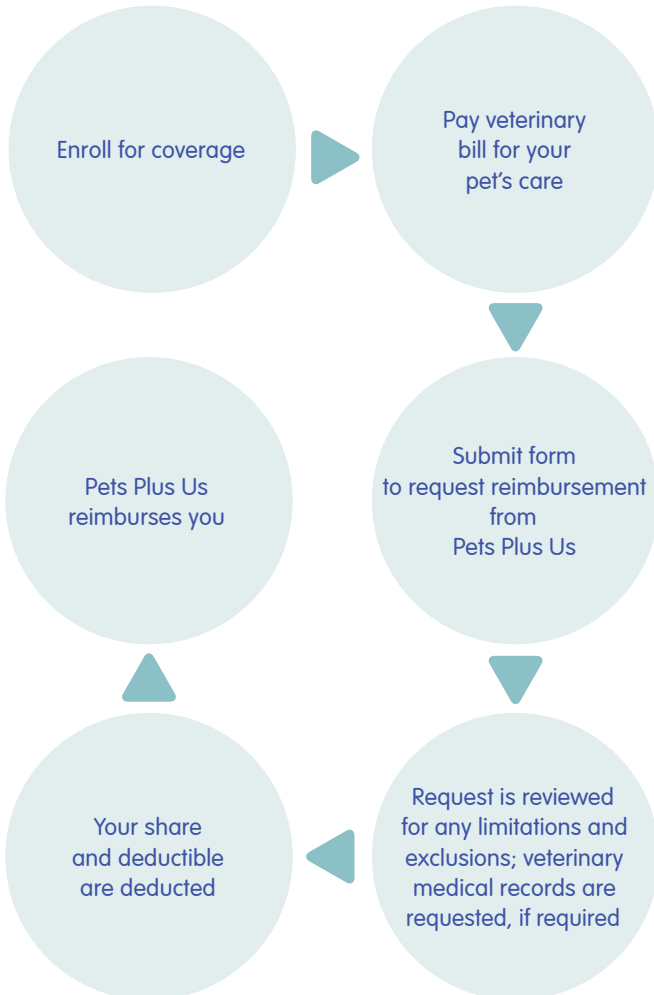 Enroll for coverage
Pay veterinary
bill for your
pet's care
Submit form
to request reimbursement
from
Pets Plus Us
Request is reviewed
for any limitations and
exclusions; veterinary
medical records are
requested, if required
Your share
and deductible
are deducted
Pets Plus Us
reimburses you